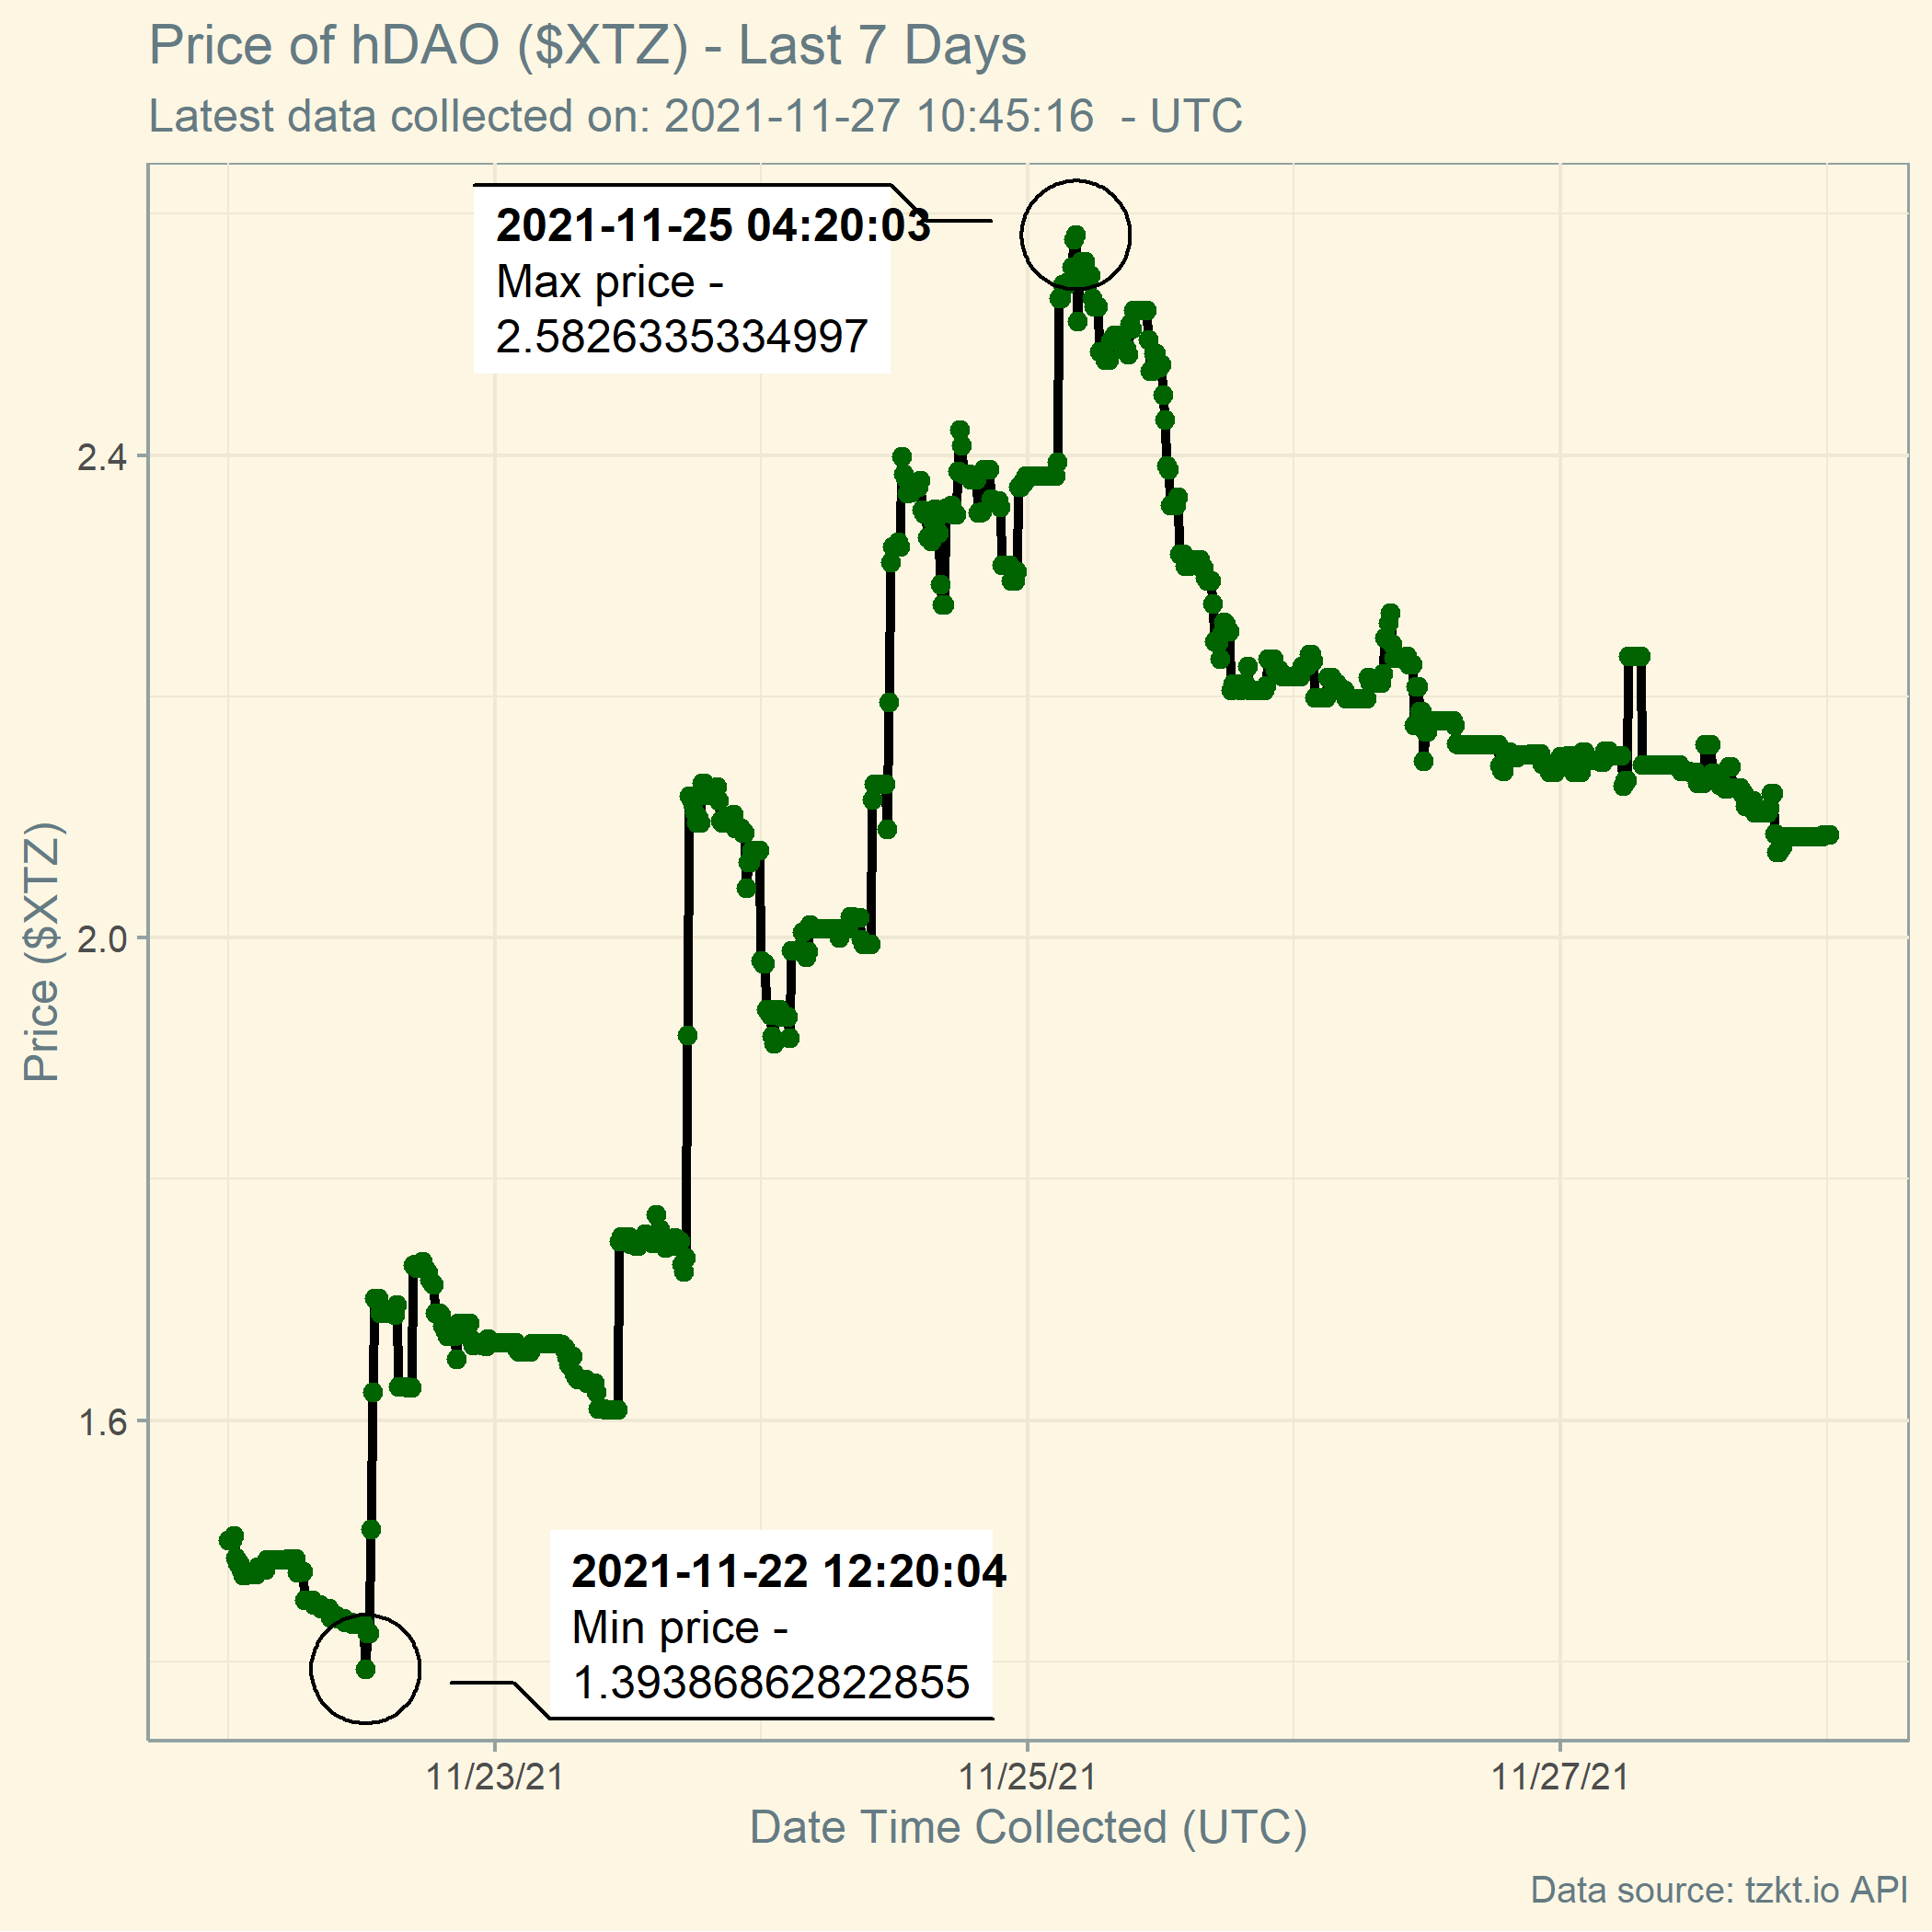 Price of hDAO ($XTZ) - Last 7 Days
Latest data collected on: 2021-11-27 10:45:16  - UTC
2021-11-25 04:20:03
Max price -
2.5826335334997
2.4
2.0
1.6
Price ($XTZ)
2021-11-22 12:20:04
Min price -
1.39386862822855
11/23/21
11/25/21
11/27/21
Date Time Collected (UTC)
Data source: tzkt.io API